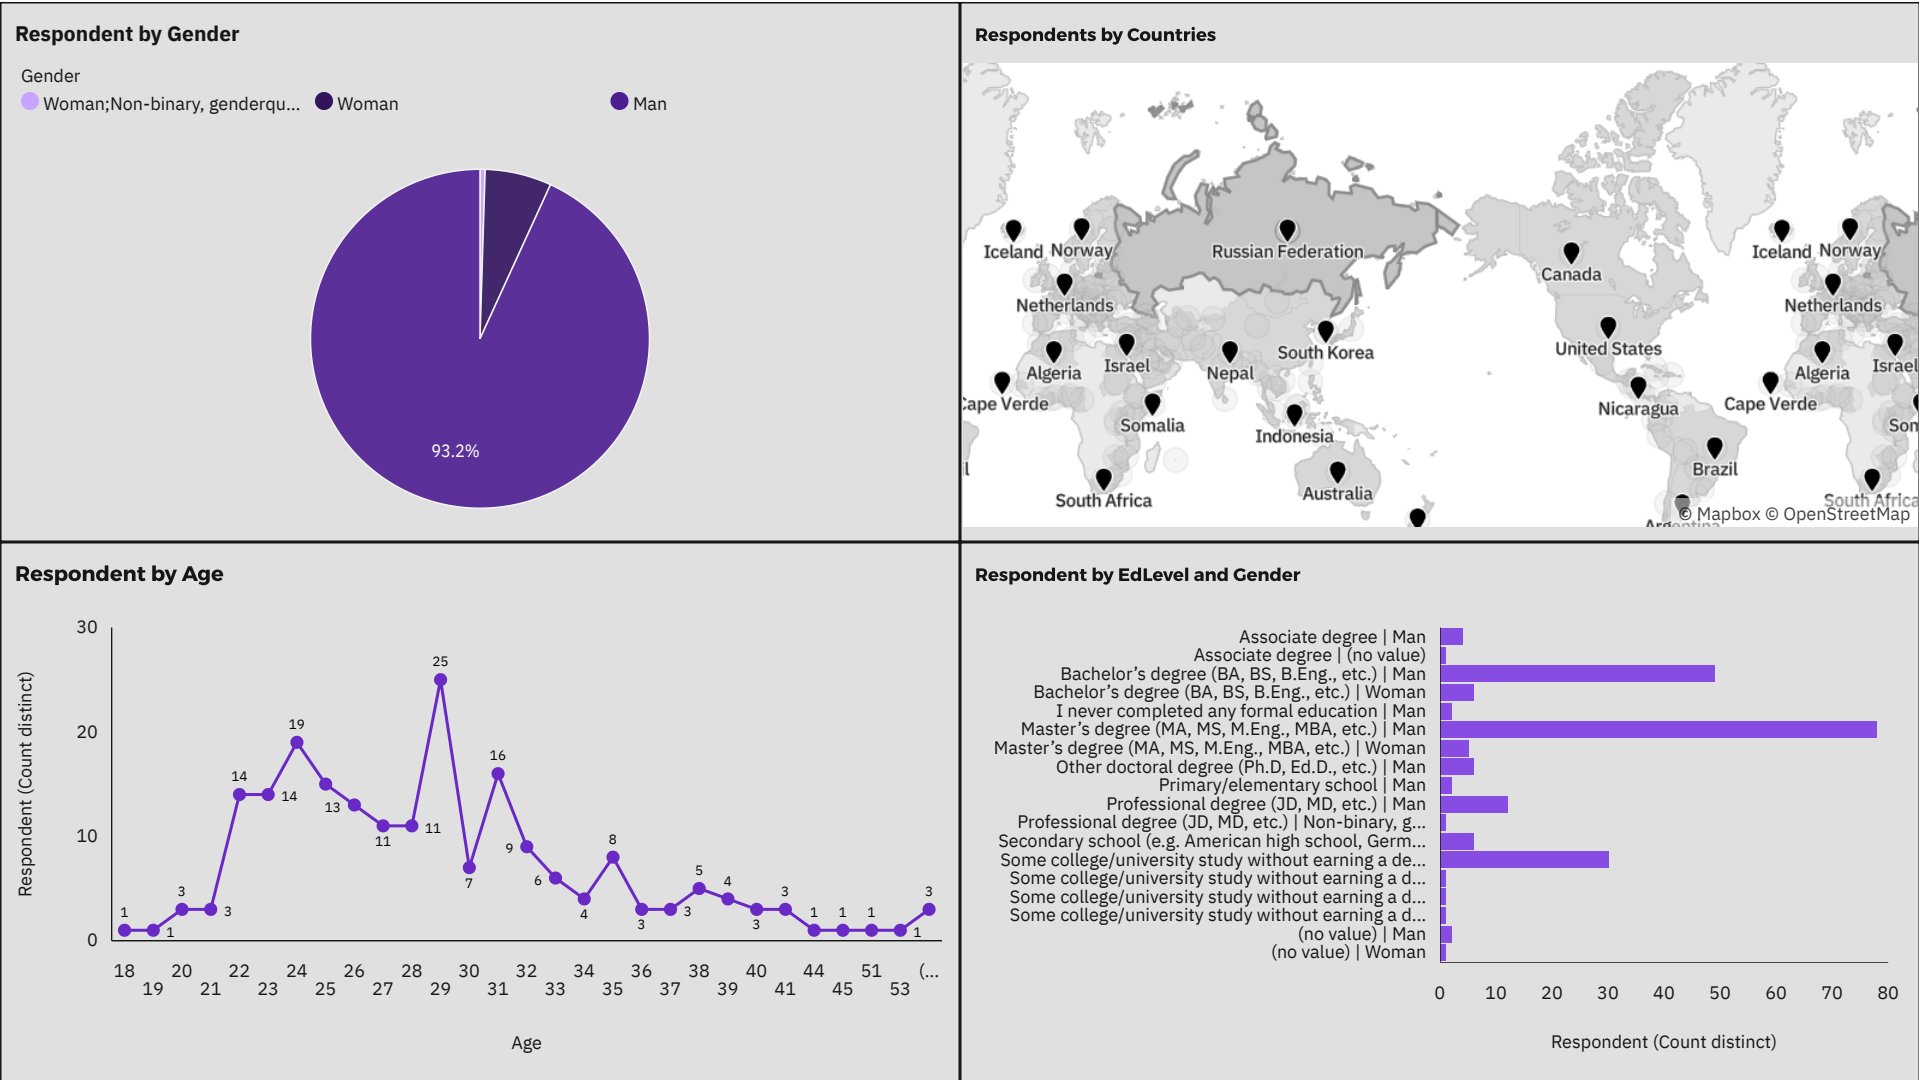 Respondent by Gender
Gender
Woman;Non-binary, genderqu...
Woman
Man
93.2%
Respondents by Countries
Iceland
Norway
Russian Federation
Canada
Iceland
Norway
Netherlands
Netherlands
South Korea
United States
Algeria
Israel
Nepal
Algeria
Israel
Cape Verde
Nicaragua
Cape Verde
Somalia
Indonesia
Brazil
South Africa
Australia
South Africa
Argentina
© Mapbox © OpenStreetMap
Respondent by Age
Respondent (Count distinct)
30
20
10
0
1
1
3
3
14
14
19
15
13
11
11
25
7
16
9
6
4
8
3
3
5
4
3
3
1
1
1
1
3
18 20 22 24 26 28 30 32 34 36 38 40 44 51 (...
19 21 23 25 27 29 31 33 35 37 39 41 45 53
Age
Respondent by EdLevel and Gender
Associate degree | Man
Associate degree | (no value)
Bachelor’s degree (BA, BS, B.Eng., etc.) | Man
Bachelor’s degree (BA, BS, B.Eng., etc.) | Woman
I never completed any formal education | Man
Master’s degree (MA, MS, M.Eng., MBA, etc.) | Man
Master’s degree (MA, MS, M.Eng., MBA, etc.) | Woman
Other doctoral degree (Ph.D, Ed.D., etc.) | Man
Primary/elementary school | Man
Professional degree (JD, MD, etc.) | Man
Professional degree (JD, MD, etc.) | Non-binary, g...
Secondary school (e.g. American high school, Germ...
Some college/university study without earning a de...
Some college/university study without earning a d...
Some college/university study without earning a d...
Some college/university study without earning a d...
(no value) | Man
(no value) | Woman
0 10 20 30 40 50 60 70 80
Respondent (Count distinct)